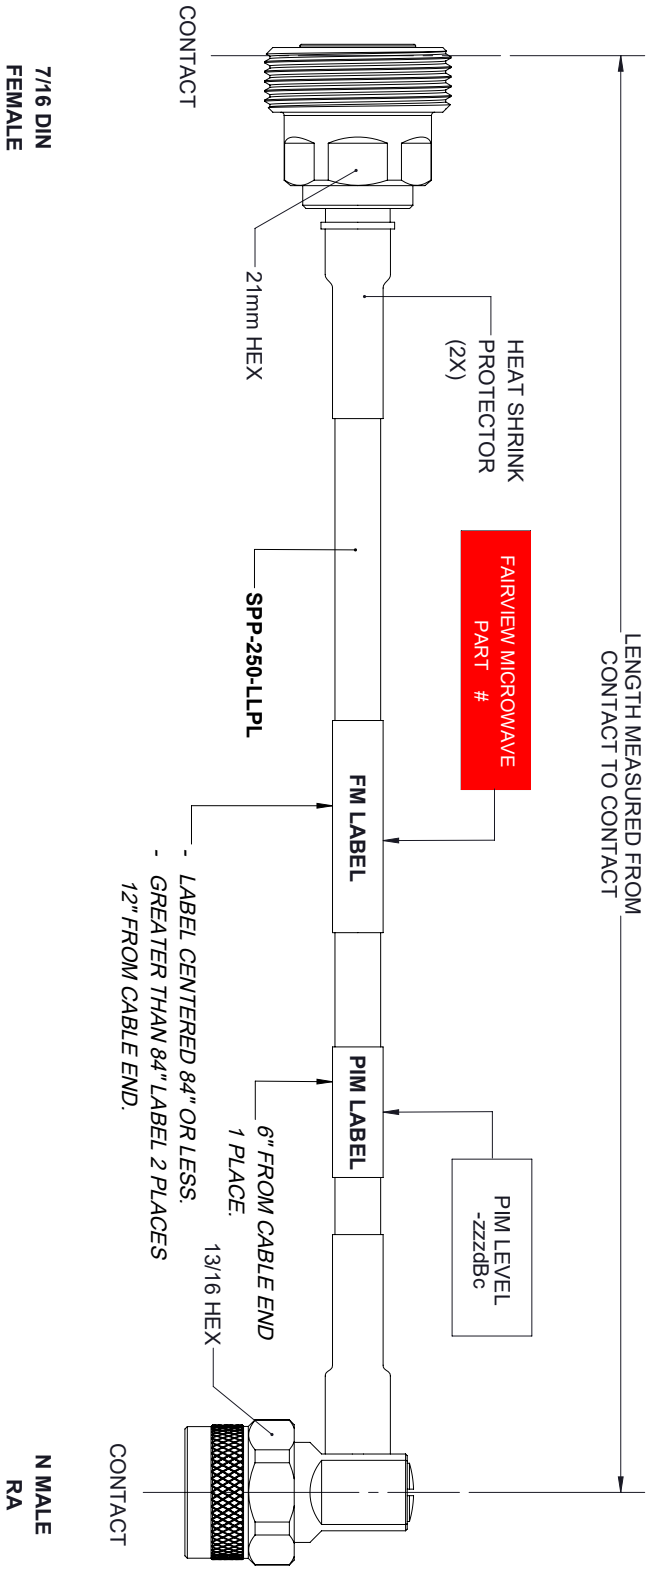 LENGTH MEASURED FROM
CONTACT TO CONTACT
FAIRVIEW MICROWAVE
PART #
PIM LEVEL
-zzzdBc
HEAT SHRINK
PROTECTOR
(2X)
FM LABEL
PIM LABEL
21mm HEX
SPP-250-LLPL
6" FROM CABLE END
1 PLACE.
13/16 HEX
- LABEL CENTERED 84" OR LESS.
- GREATER THAN 84" LABEL 2 PLACES
12" FROM CABLE END.
CONTACT
CONTACT
7/16 DIN
FEMALE
N MALE
RA